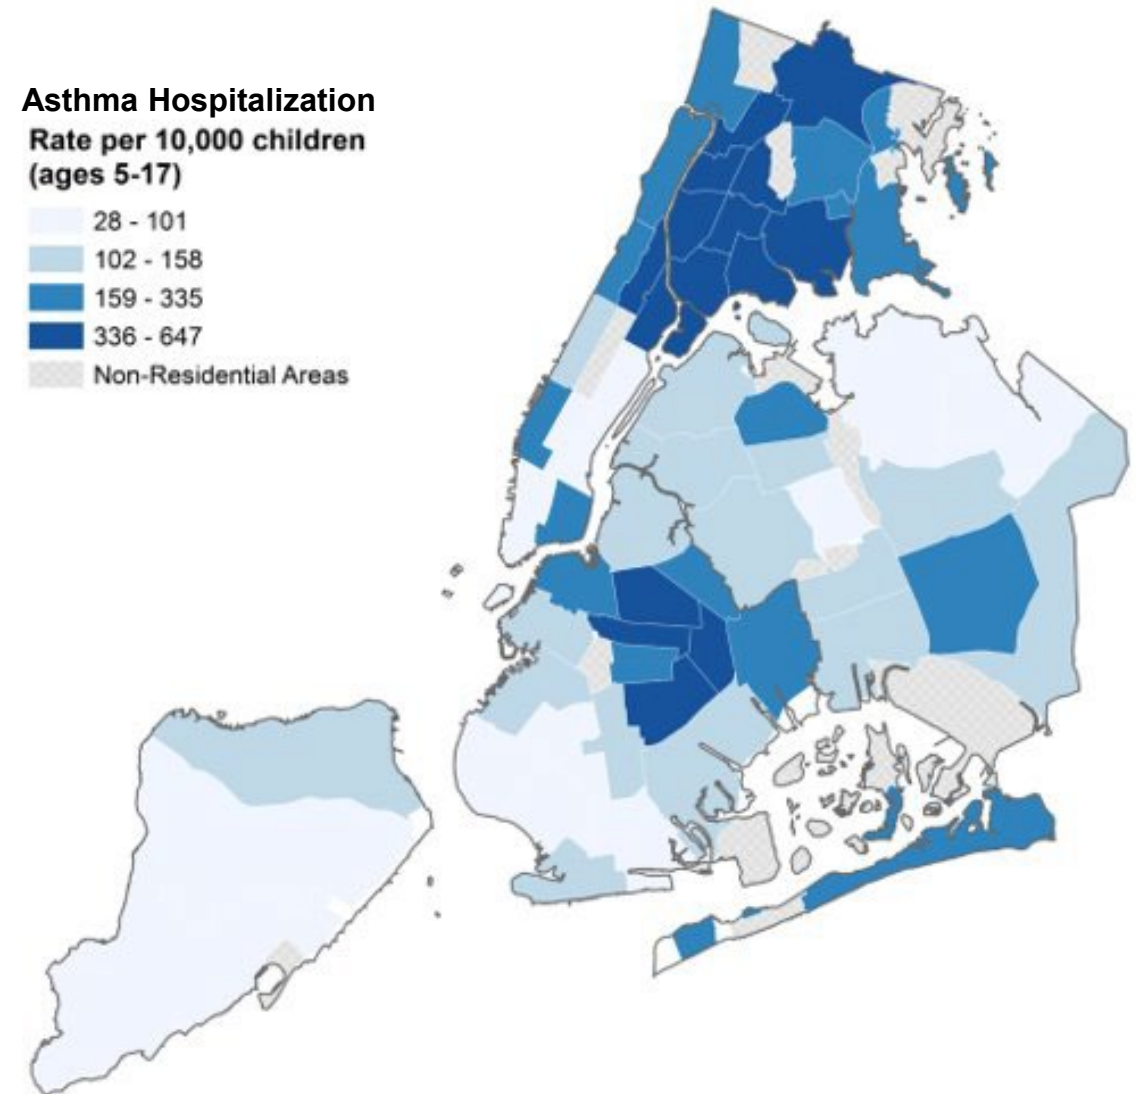 Asthma Hospitalization
Rate per 10,000 children
(ages 5-17)
28 - 101
102 - 158
159 - 335
336 - 647
Non-Residential Areas